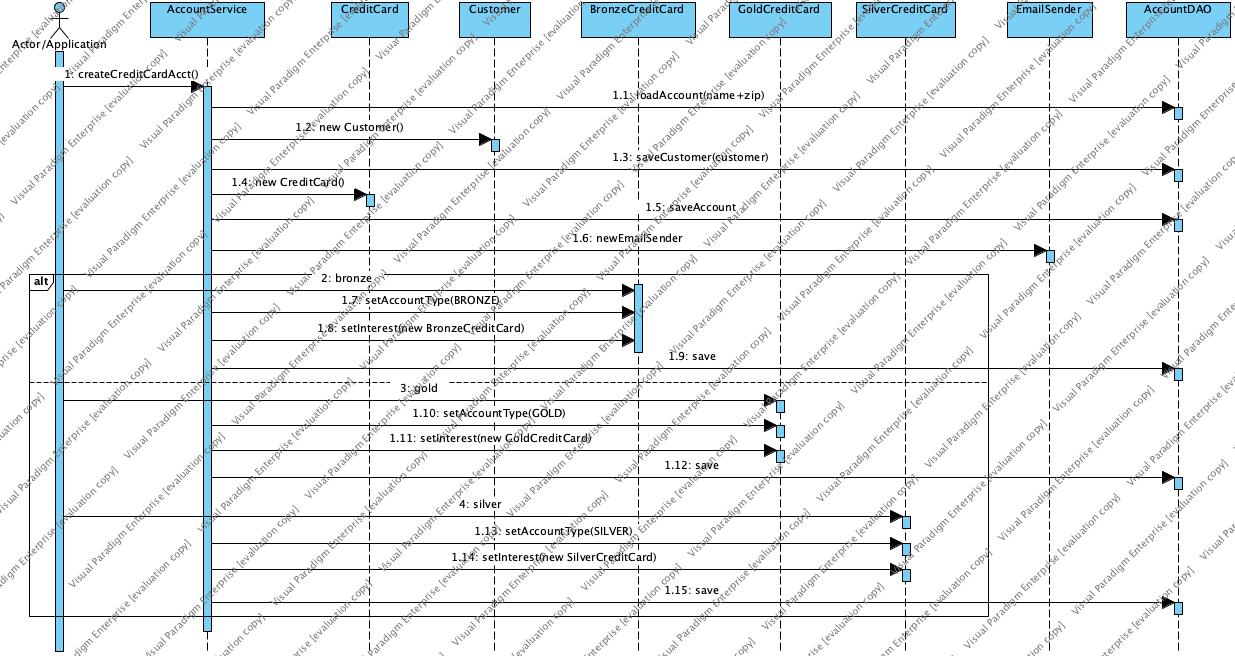 AccountService
CreditCard
Customer
BronzeCreditCard
GoldCreditCard
SilverCreditCard
EmailSender
AccountDAO
Actor/Application
1: createCreditCardAcct()
1.1: loadAccount(name+zip)
1.2: new Customer()
1.3: saveCustomer(customer)
1.4: new CreditCard()
1.5: saveAccount
1.6: newEmailSender
alt
2: bronze
1.7: setAccountType(BRONZE)
1.8: setInterest(new BronzeCreditCard)
1.9: save
3: gold
1.10: setAccountType(GOLD)
1.11: setInterest(new GoldCreditCard)
1.12: save
4: silver
1.13: setAccountType(SILVER)
1.14: setInterest(new SilverCreditCard)
1.15: save
Visual Paradigm Enterprise [evaluation copy]